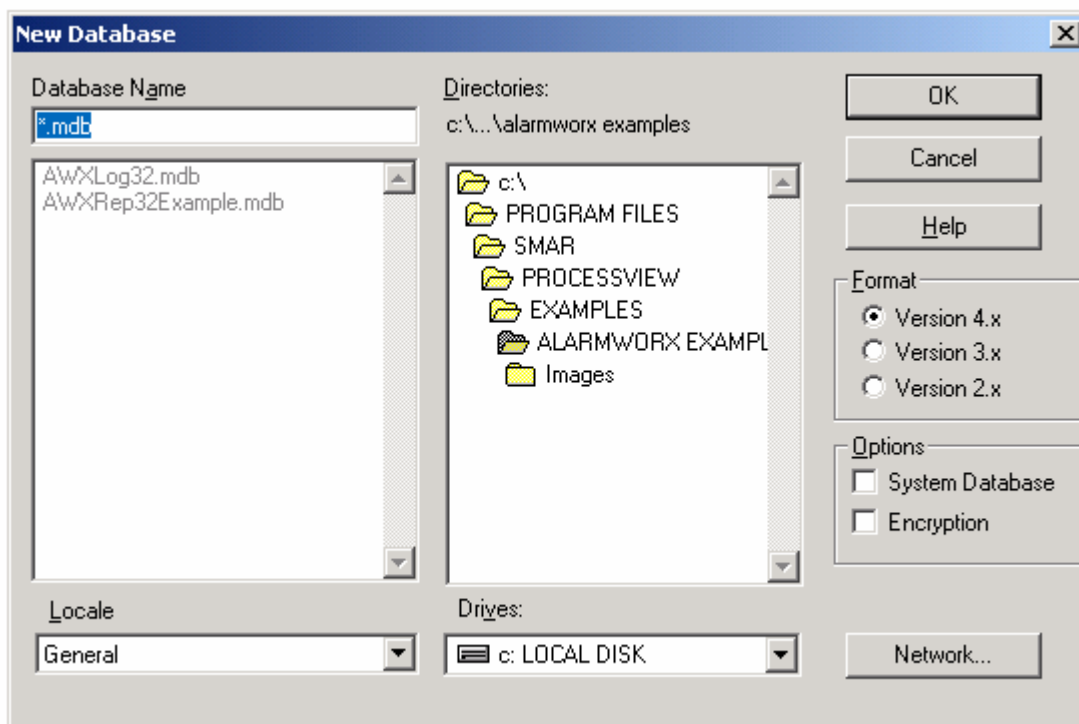 New Database
Database Name
*.mdb
AWXLog32.mdb
AWXRep32Example.mdb
Locale
General
Directories:
c:\...\alarmworx examples
c:\
PROGRAM FILES
SMAR
PROCESSVIEW
EXAMPLES
ALARMWORX EXAMPL
Images
Drives:
c: LOCAL DISK
OK
Cancel
Help
Format
Version 4.x
Version 3.x
Version 2.x
Options
System Database
Encryption
Network...